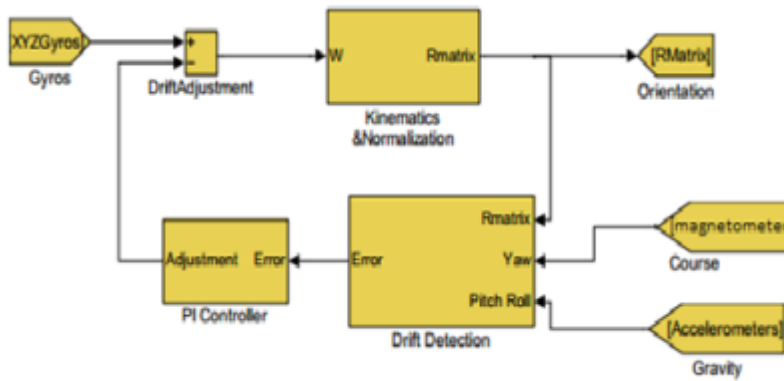 XYZGyros
Gyros
+
−
DriftAdjustment
W
Rmatrix
Kinematics
&Normalization
[RMatrix]
Orientation
Adjustment
Error
PI Controller
Error
Rmatrix
Yaw
Pitch Roll
Drift Detection
[magnetometer
Course
[Accelerometers]
Gravity